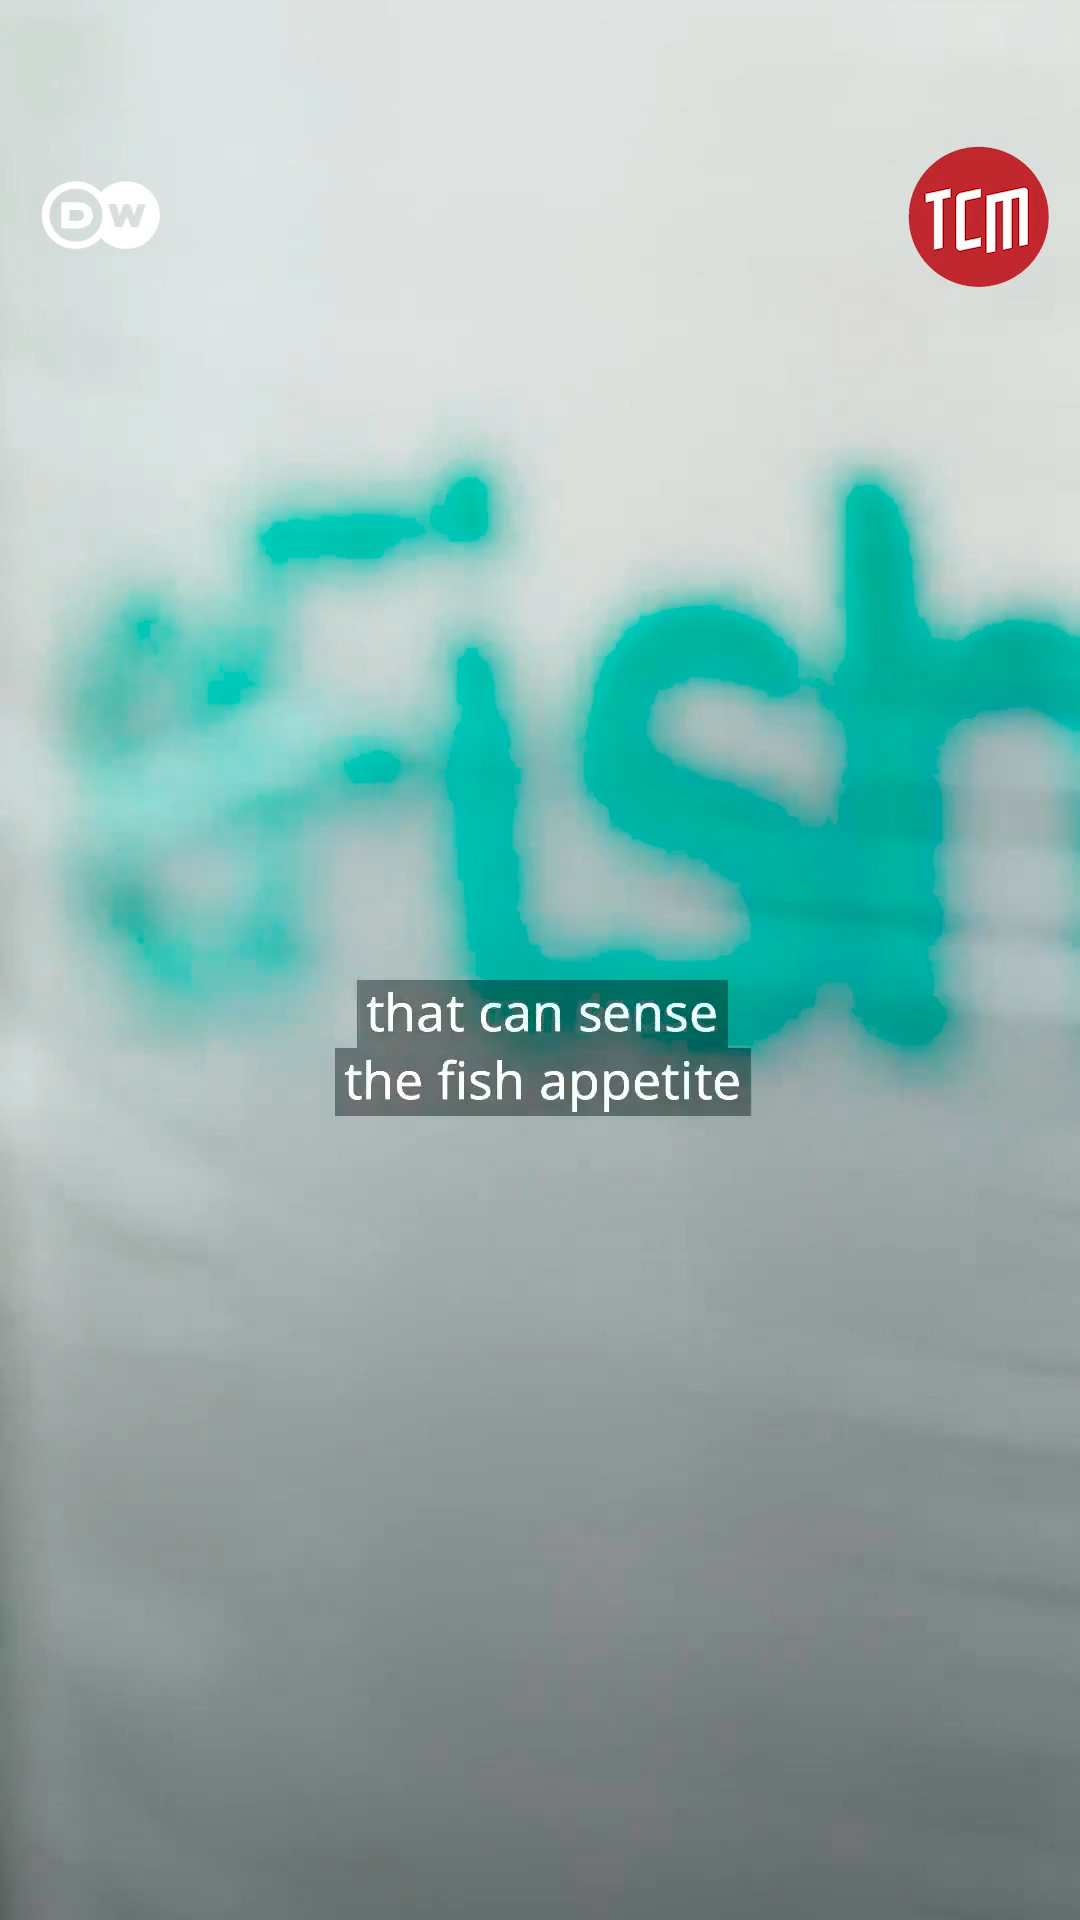 DW
TCM
Fish
that can sense
the fish appetite